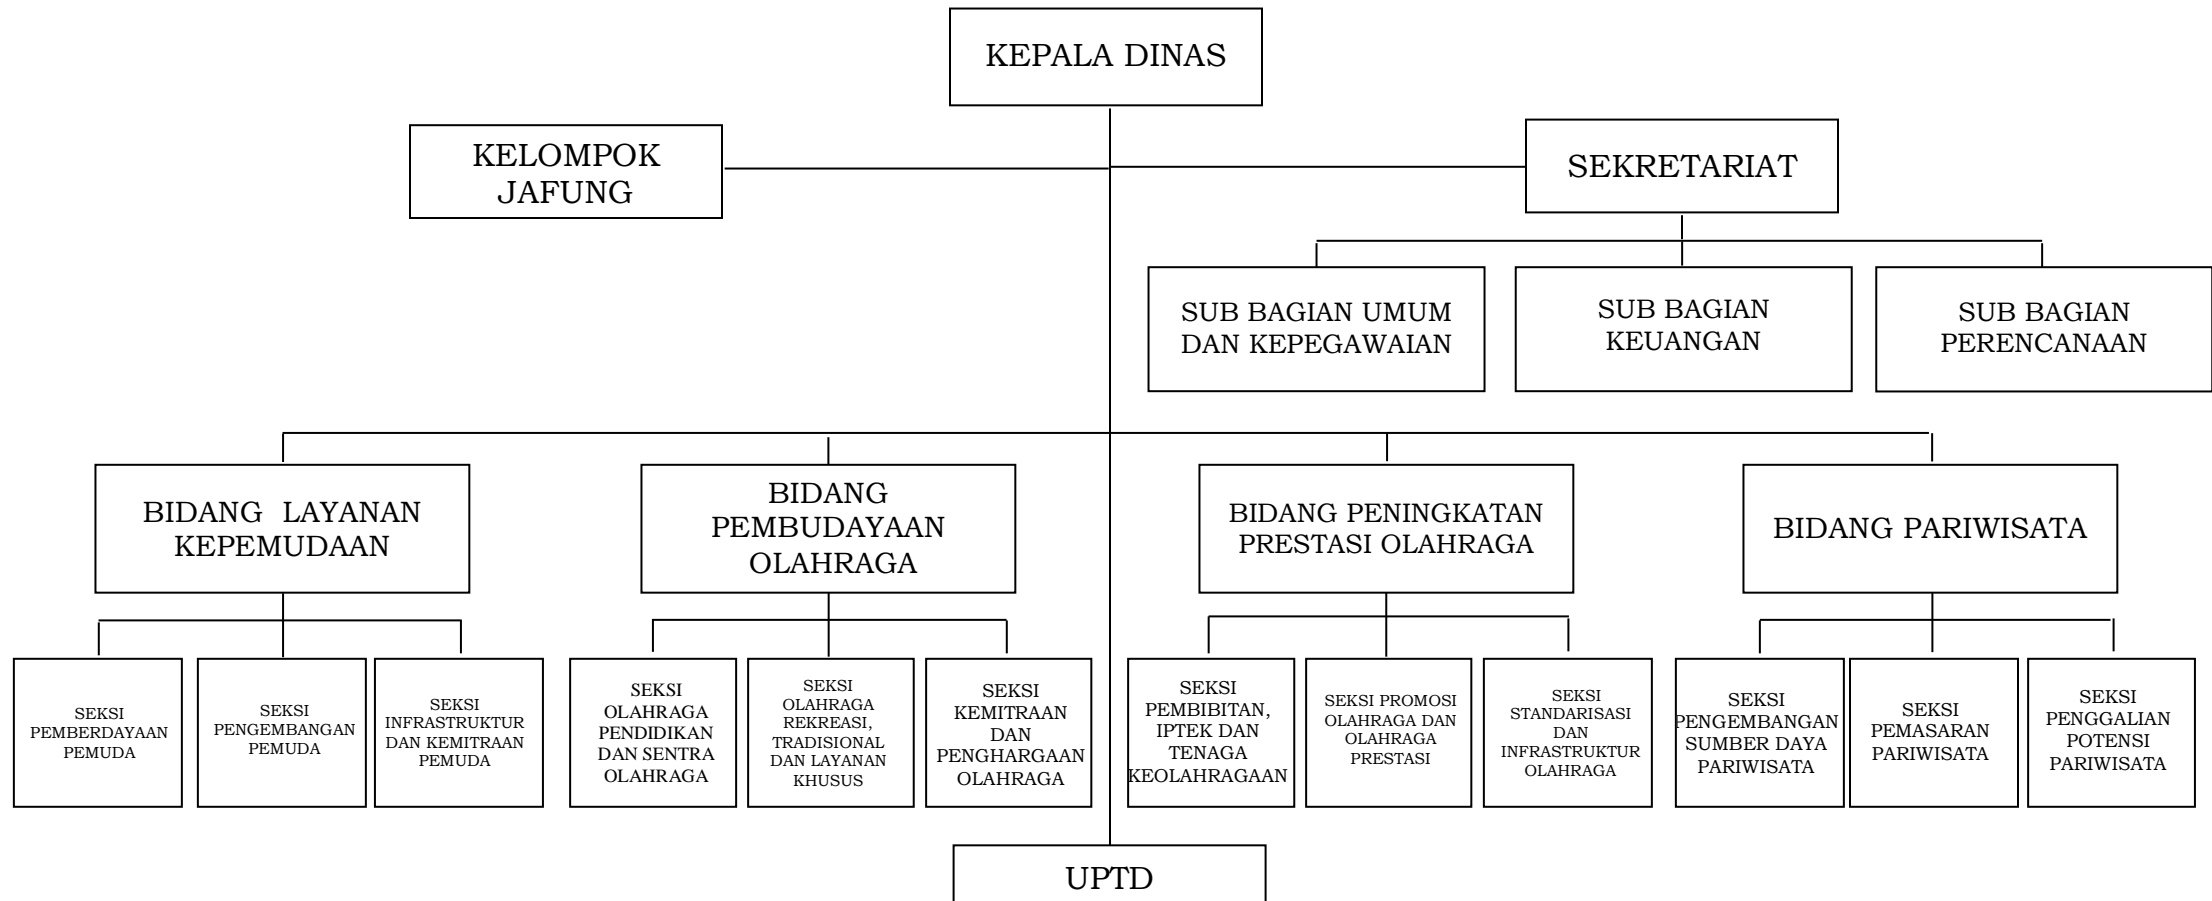 KEPALA DINAS
KELOMPOK
JAFUNG
SEKRETARIAT
SUB BAGIAN UMUM
DAN KEPEGAWAIAN
SUB BAGIAN
KEUANGAN
SUB BAGIAN
PERENCANAAN
BIDANG LAYANAN
KEPEMUDAAN
BIDANG
PEMBUDAYAAN
OLAHRAGA
BIDANG PENINGKATAN
PRESTASI OLAHRAGA
BIDANG PARIWISATA
SEKSI
PEMBERDAYAAN
PEMUDA
SEKSI
PENGEMBANGAN
PEMUDA
SEKSI
INFRASTRUKTUR
DAN KEMITRAAN
PEMUDA
SEKSI
OLAHRAGA
PENDIDIKAN
DAN SENTRA
OLAHRAGA
SEKSI
OLAHRAGA
REKREASI,
TRADISIONAL
DAN LAYANAN
KHUSUS
SEKSI
KEMITRAAN
DAN
PENGHARGAAN
OLAHRAGA
SEKSI
PEMBIBITAN,
IPTEK DAN
TENAGA
KEOLAHRAGAAN
SEKSI PROMOSI
OLAHRAGA DAN
OLAHRAGA
PRESTASI
SEKSI
STANDARISASI
DAN
INFRASTRUKTUR
OLAHRAGA
SEKSI
PENGEMBANGAN
SUMBER DAYA
PARIWISATA
SEKSI
PEMASARAN
PARIWISATA
SEKSI
PENGGALIAN
POTENSI
PARIWISATA
UPTD